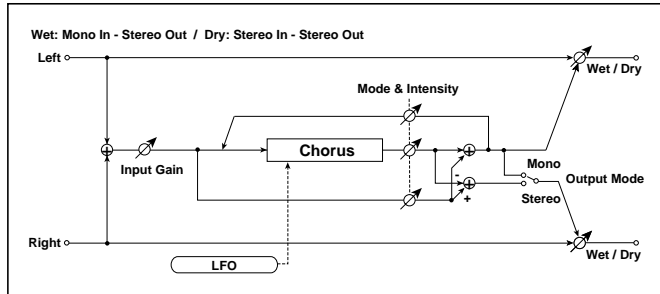 Wet: Mono In - Stereo Out / Dry: Stereo In - Stereo Out
Left
Wet / Dry
Mode & Intensity
Chorus
Input Gain
Mono
Output Mode
-
+
Stereo
Right
LFO
Wet / Dry